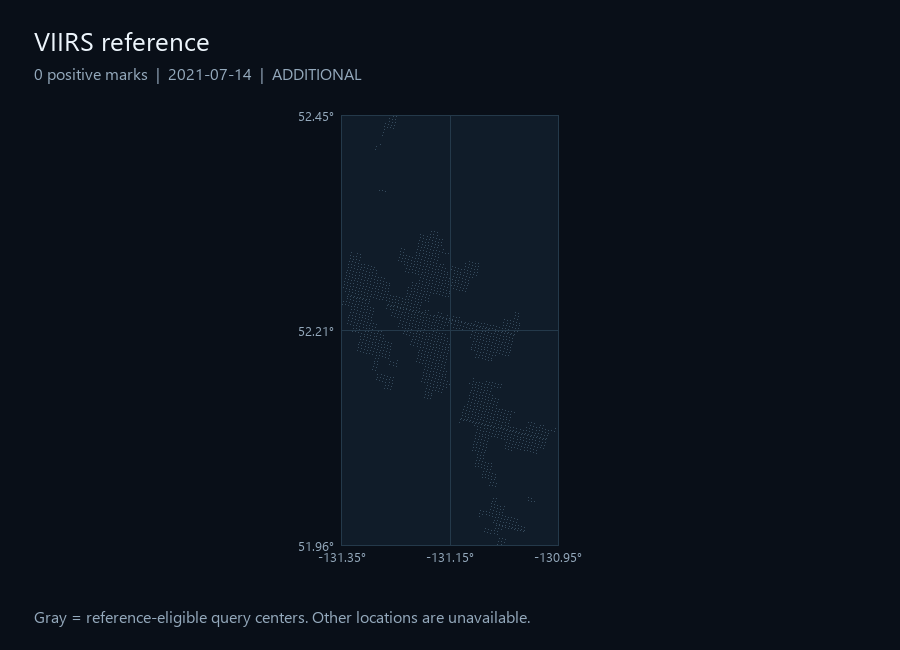 VIIRS reference
0 positive marks | 2021-07-14 | ADDITIONAL
52.45°
52.21°
51.96°
-131.35° -131.15° -130.95°
Gray = reference-eligible query centers. Other locations are unavailable.